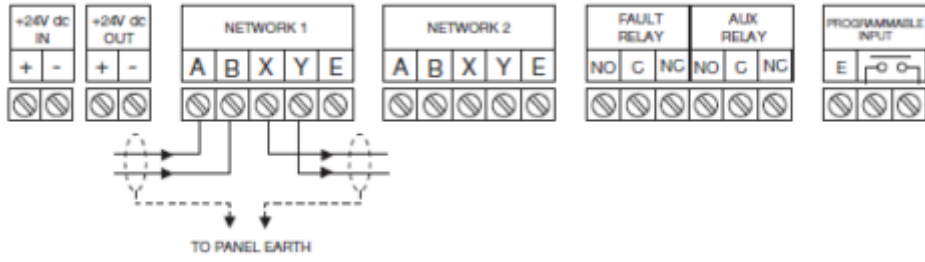 +24V dc IN
+24V dc OUT
NETWORK 1
NETWORK 2
FAULT RELAY
AUX RELAY
PROGRAMMABLE INPUT
+ -
+ -
A B X Y E
A B X Y E
NO C NC NO C NC
E
TO PANEL EARTH